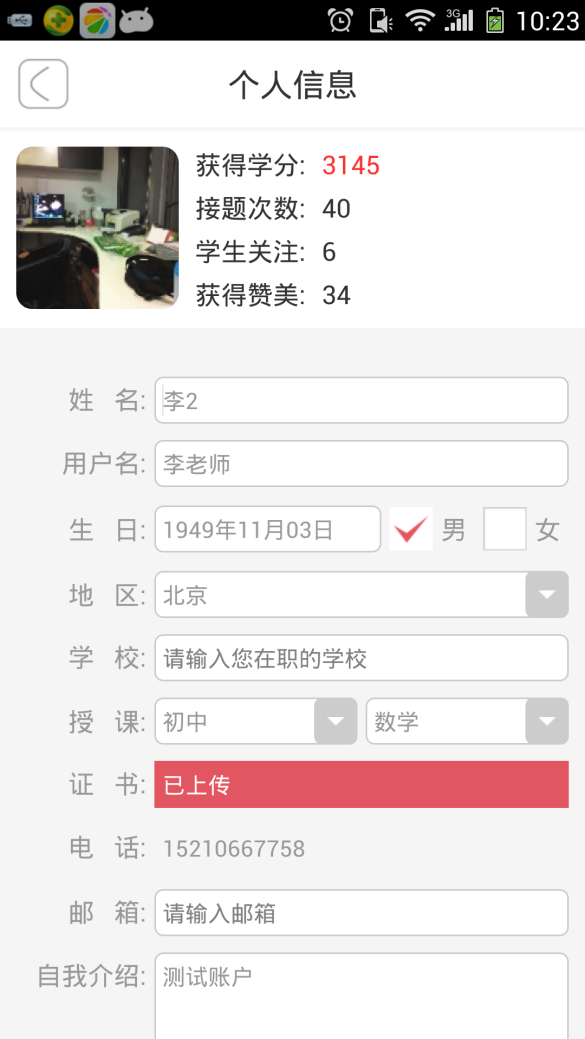 3G 10:23
个人信息
获得学分: 3145
接题次数: 40
学生关注: 6
获得赞美: 34
姓 名: 李2
用户名: 李老师
生 日: 1949年11月03日 男 女
地 区: 北京
学 校: 请输入您在职的学校
授 课: 初中 数学
证 书: 已上传
电 话: 15210667758
邮 箱: 请输入邮箱
自我介绍: 测试账户